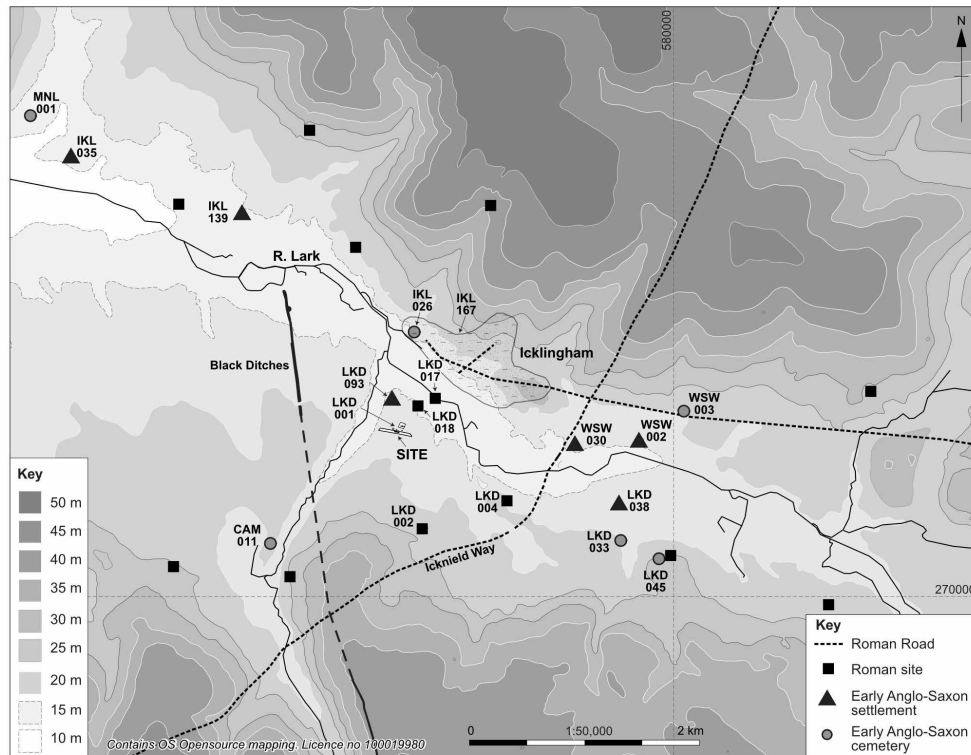 580000
N
MNL
001
IKL
035
IKL
139
R. Lark
IKL
026
IKL
167
Icklingham
Black Ditches
LKD
017
LKD
093
LKD
001
LKD
018
SITE
WSW
003
WSW
030
WSW
002
LKD
004
LKD
002
LKD
038
CAM
011
LKD
033
LKD
045
Icknield Way
270000
Key
50 m
45 m
40 m
35 m
30 m
25 m
20 m
15 m
10 m
Key
Roman Road
Roman site
Early Anglo-Saxon
settlement
Early Anglo-Saxon
cemetery
Contains OS Opensource mapping. Licence no 100019980
0
1:50,000
2 km